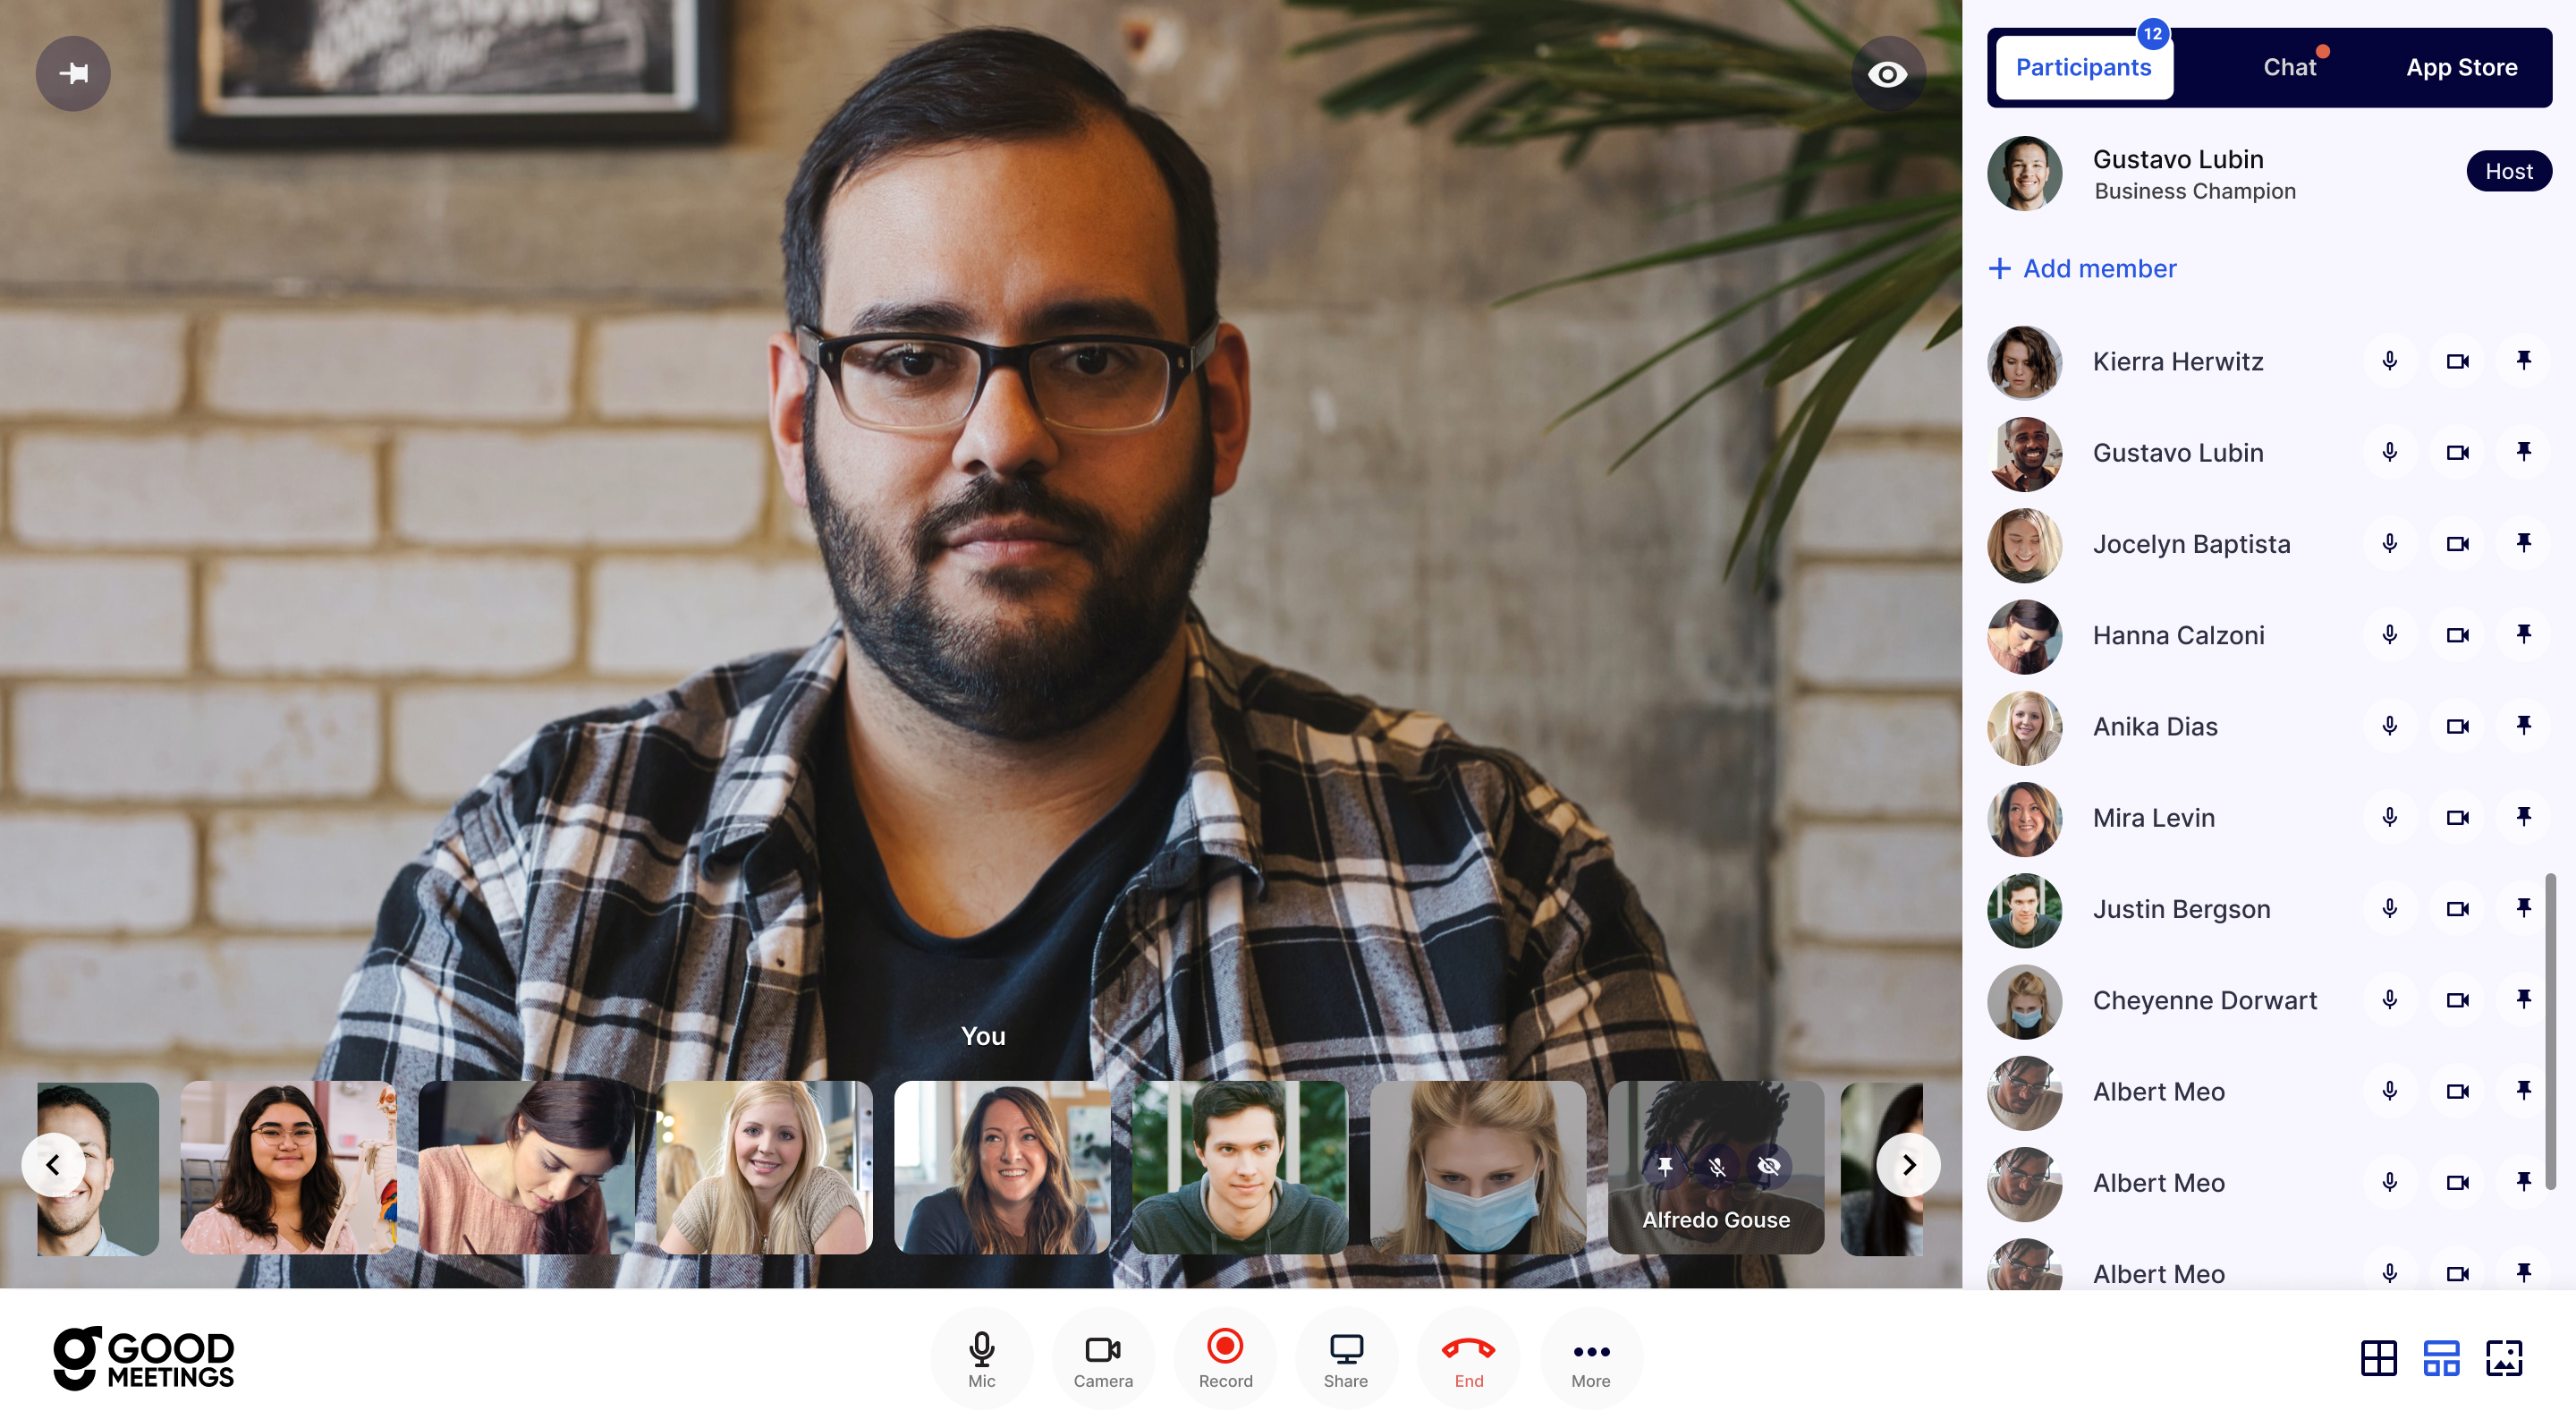 Participants
12
Chat
App Store
Gustavo Lubin
Business Champion
Host
+ Add member
Kierra Herwitz
Gustavo Lubin
Jocelyn Baptista
Hanna Calzoni
Anika Dias
Mira Levin
Justin Bergson
Cheyenne Dorwart
Albert Meo
Albert Meo
Albert Meo
You
Alfredo Gouse
GOOD
MEETINGS
Mic
Camera
Record
Share
End
More